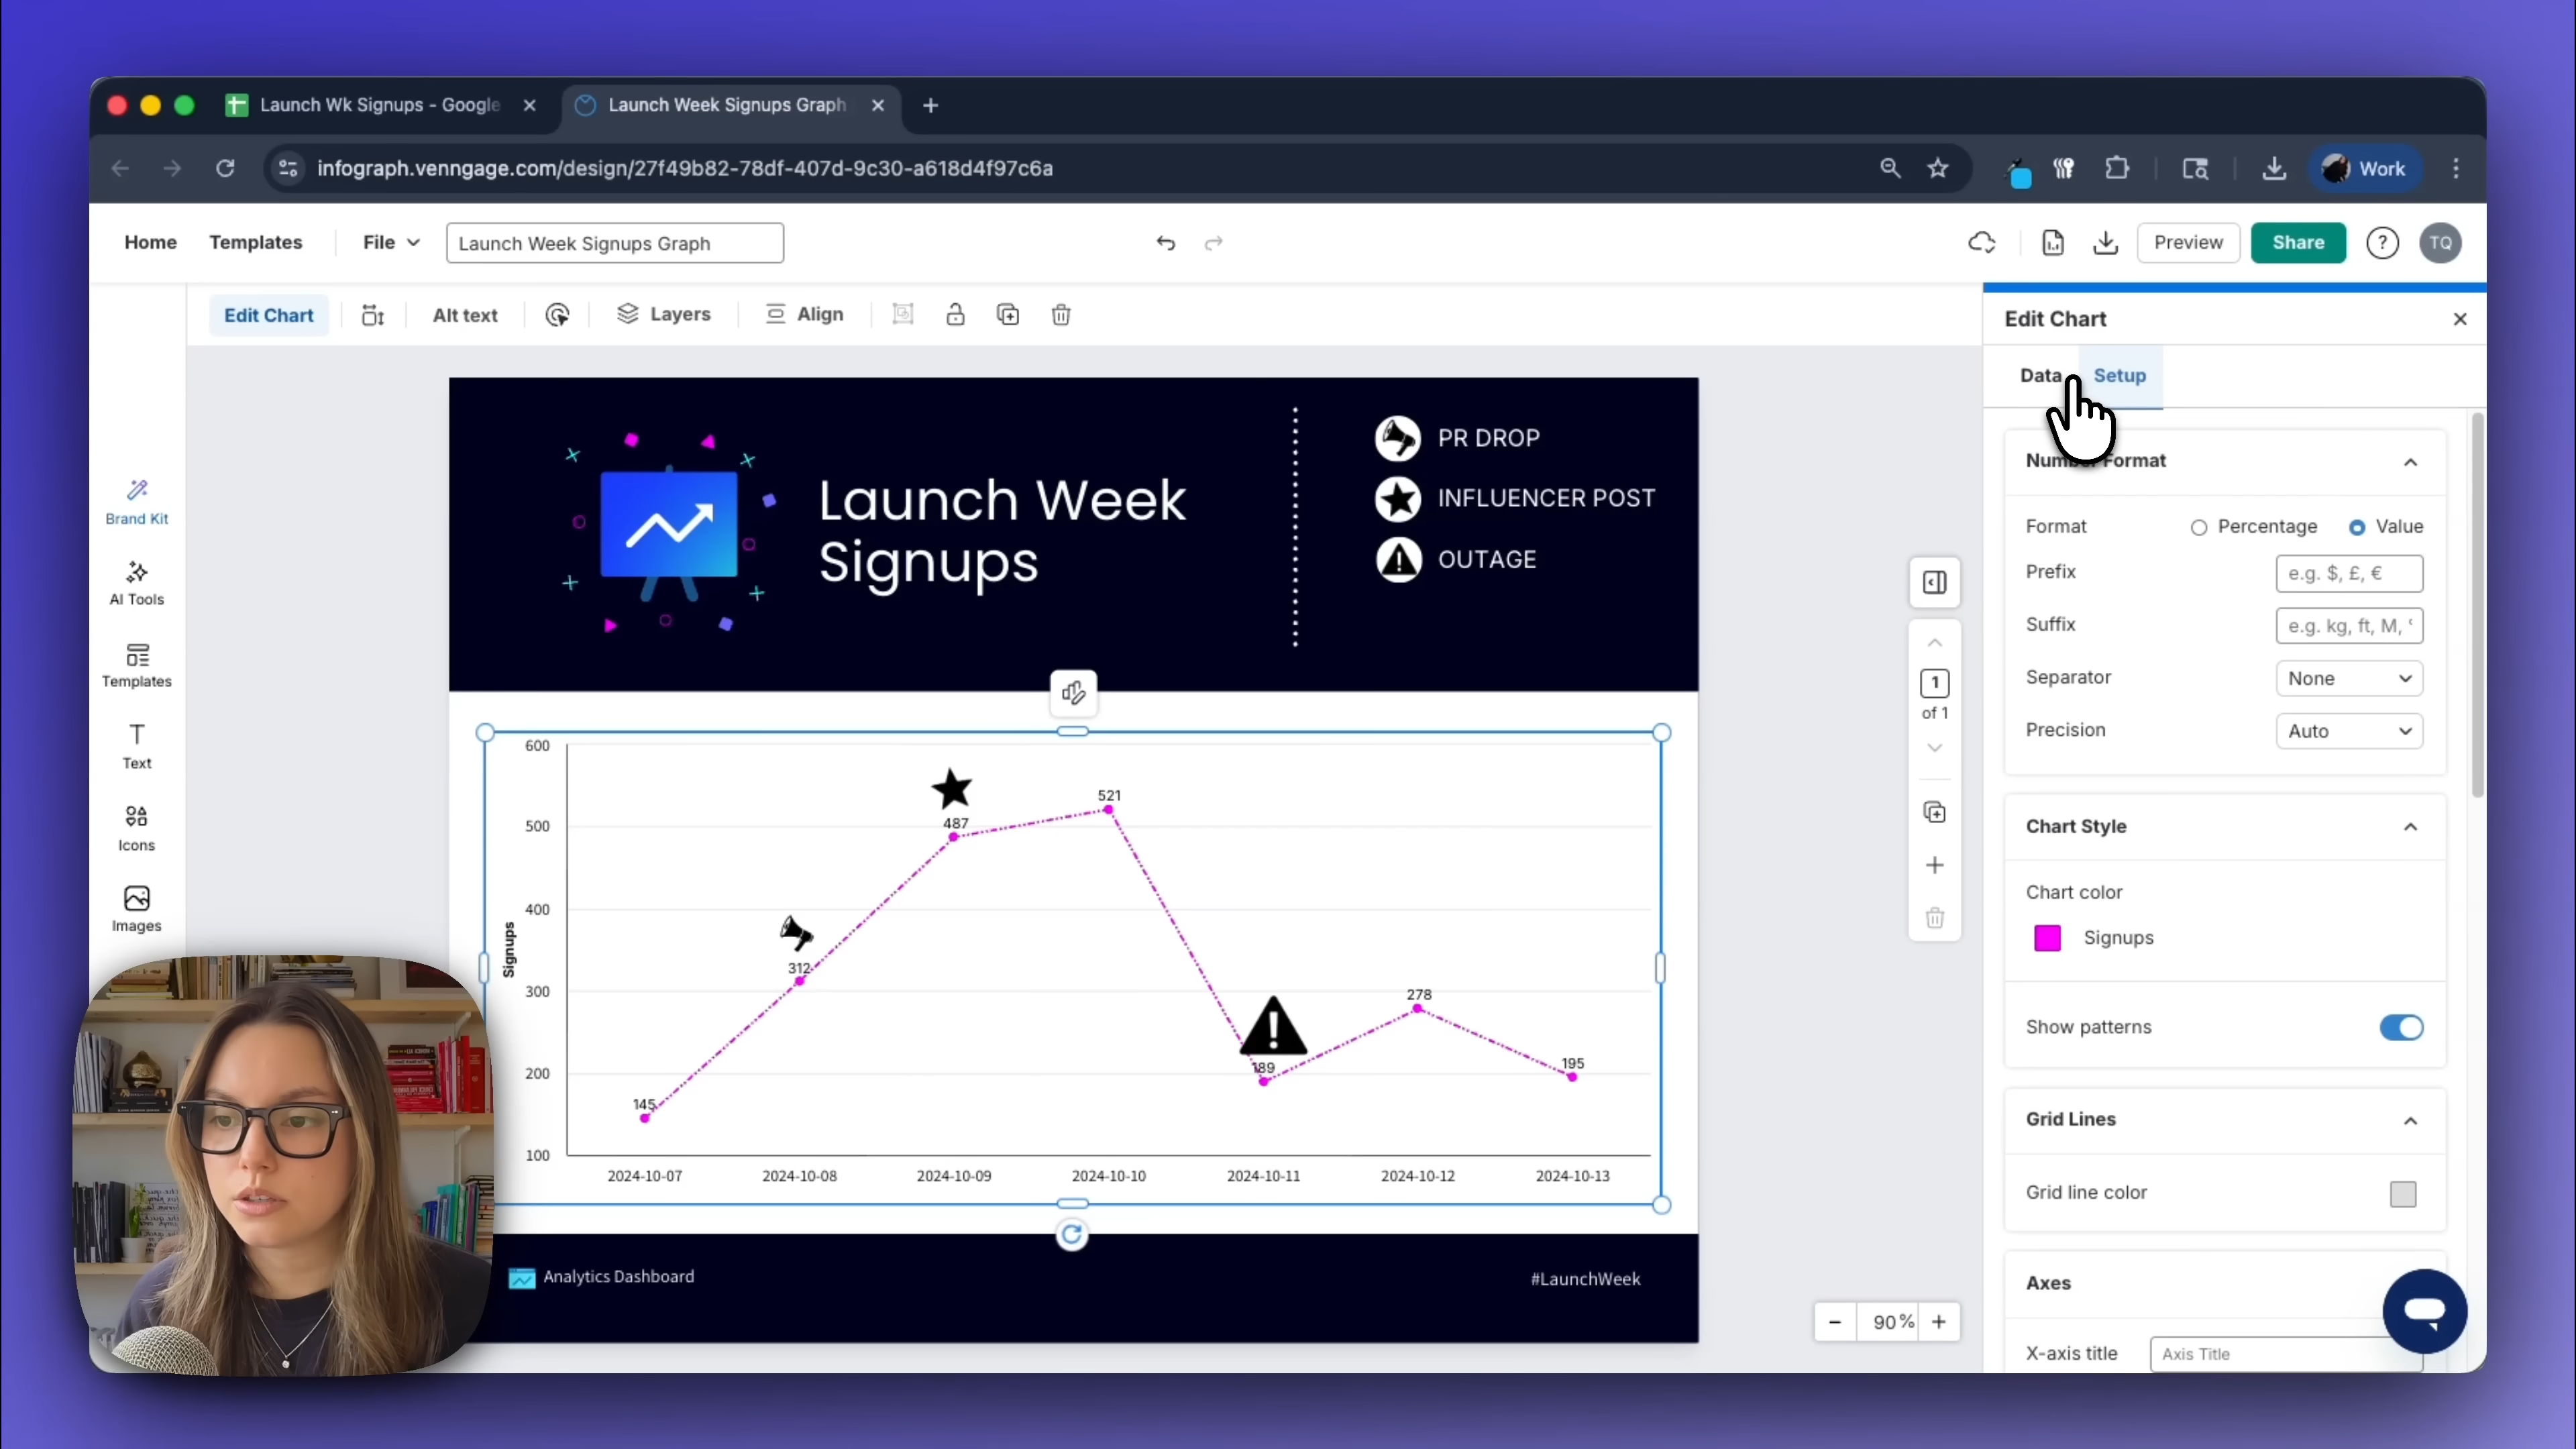 Launch Wk Signups - Google
Launch Week Signups Graph
infograph.venngage.com/design/27f49b82-78df-407d-9c30-a618d4f97c6a
Work
Home
Templates
File
Launch Week Signups Graph
Preview
Share
?
TQ
Edit Chart
Alt text
Layers
Align
Brand Kit
AI Tools
Templates
Text
Icons
Images
Launch Week
Signups
PR DROP
INFLUENCER POST
OUTAGE
Signups
600
500
400
300
200
100
145
312
487
521
189
278
195
2024-10-07
2024-10-08
2024-10-09
2024-10-10
2024-10-11
2024-10-12
2024-10-13
Analytics Dashboard
#LaunchWeek
1
of 1
90%
Edit Chart
Data
Setup
Number Format
Format
Percentage
Value
Prefix
e.g. $, £, €
Suffix
e.g. kg, ft, M,
Separator
None
Precision
Auto
Chart Style
Chart color
Signups
Show patterns
Grid Lines
Grid line color
Axes
X-axis title
Axis Title